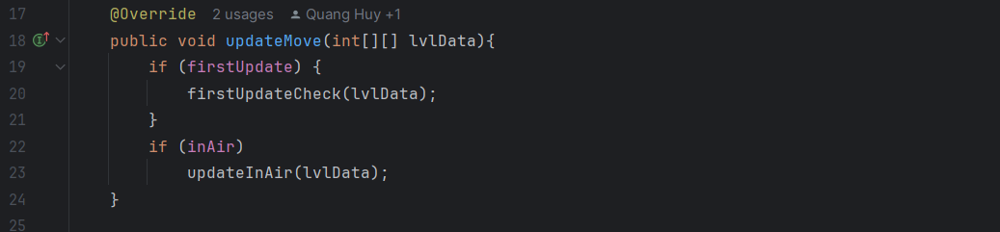 17 @Override 2 usages Quang Huy +1
18 public void updateMove(int[][] lvlData){
19 if (firstUpdate) {
20 firstUpdateCheck(lvlData);
21 }
22 if (inAir)
23 updateInAir(lvlData);
24 }
25